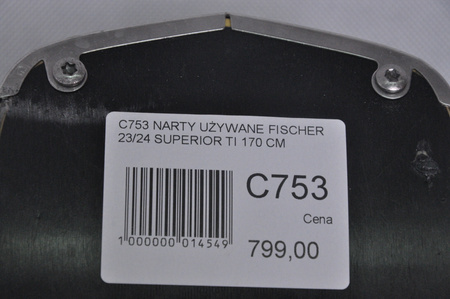 C753 NARTY UŻYWANE FISCHER
23/24 SUPERIOR TI 170 CM
C753
Cena
1 000000 014549
799,00